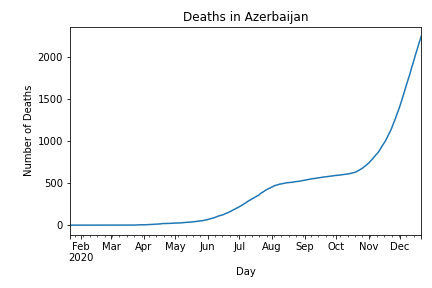 Deaths in Azerbaijan
Number of Deaths
2000
1500
1000
500
0
Feb Mar Apr May Jun Jul Aug Sep Oct Nov Dec
2020
Day